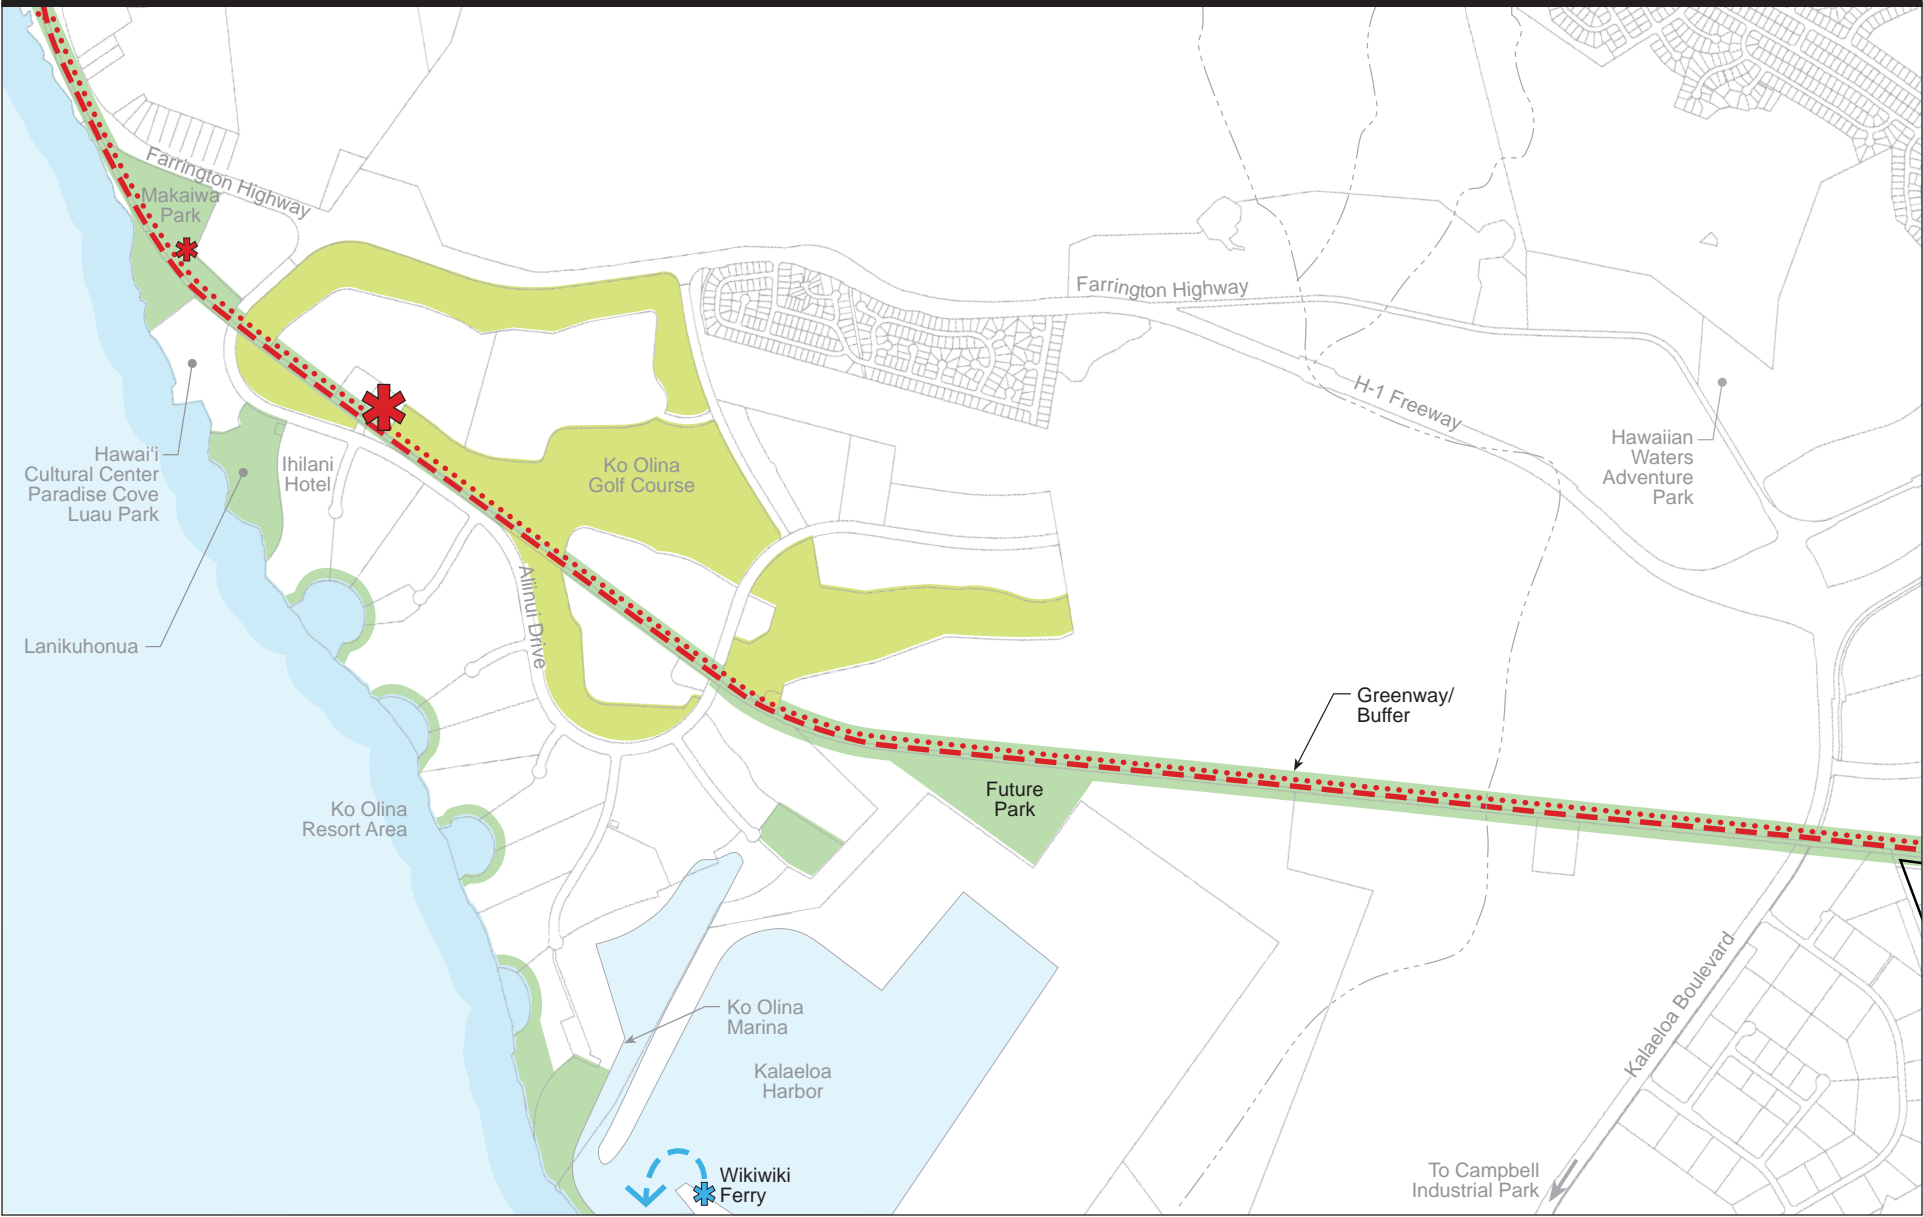 Farrington Highway
Makaiwa
Park
Farrington Highway
H-1 Freeway
Hawaiian
Waters
Adventure
Park
Hawai‘i
Cultural Center
Paradise Cove
Luau Park
Ihilani
Hotel
Ko Olina
Golf Course
Aliinui Drive
Lanikuhonua
Greenway/
Buffer
Future
Park
Ko Olina
Resort Area
Ko Olina
Marina
Kalaeloa
Harbor
Kalaeloa Boulevard
Wikiwiki
Ferry
To Campbell
Industrial Park